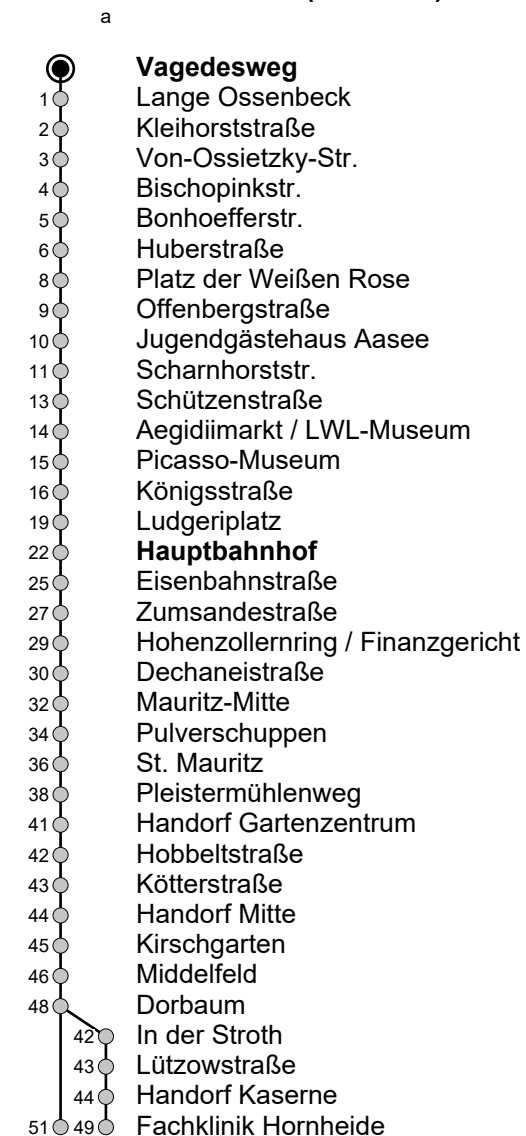 a
Vagedesweg
1 Lange Ossenbeck
2 Kleihorststraße
3 Von-Ossietzky-Str.
4 Bischopinkstr.
5 Bonhoefferstr.
6 Huberstraße
8 Platz der Weißen Rose
9 Offenbergstraße
10 Jugendgästehaus Aasee
11 Scharnhorststr.
13 Schützenstraße
14 Aegidiimarkt / LWL-Museum
15 Picasso-Museum
16 Königsstraße
19 Ludgeriplatz
22 Hauptbahnhof
25 Eisenbahnstraße
27 Zumsandestraße
29 Hohenzollernring / Finanzgericht
30 Dechaneistraße
32 Mauritz-Mitte
34 Pulverschuppen
36 St. Mauritz
38 Pleistermühlenweg
41 Handorf Gartenzentrum
42 Hobbeltstraße
43 Kötterstraße
44 Handorf Mitte
45 Kirschgarten
46 Middelfeld
48 Dorbaum
42 In der Stroth
43 Lützowstraße
44 Handorf Kaserne
51 49 Fachklinik Hornheide